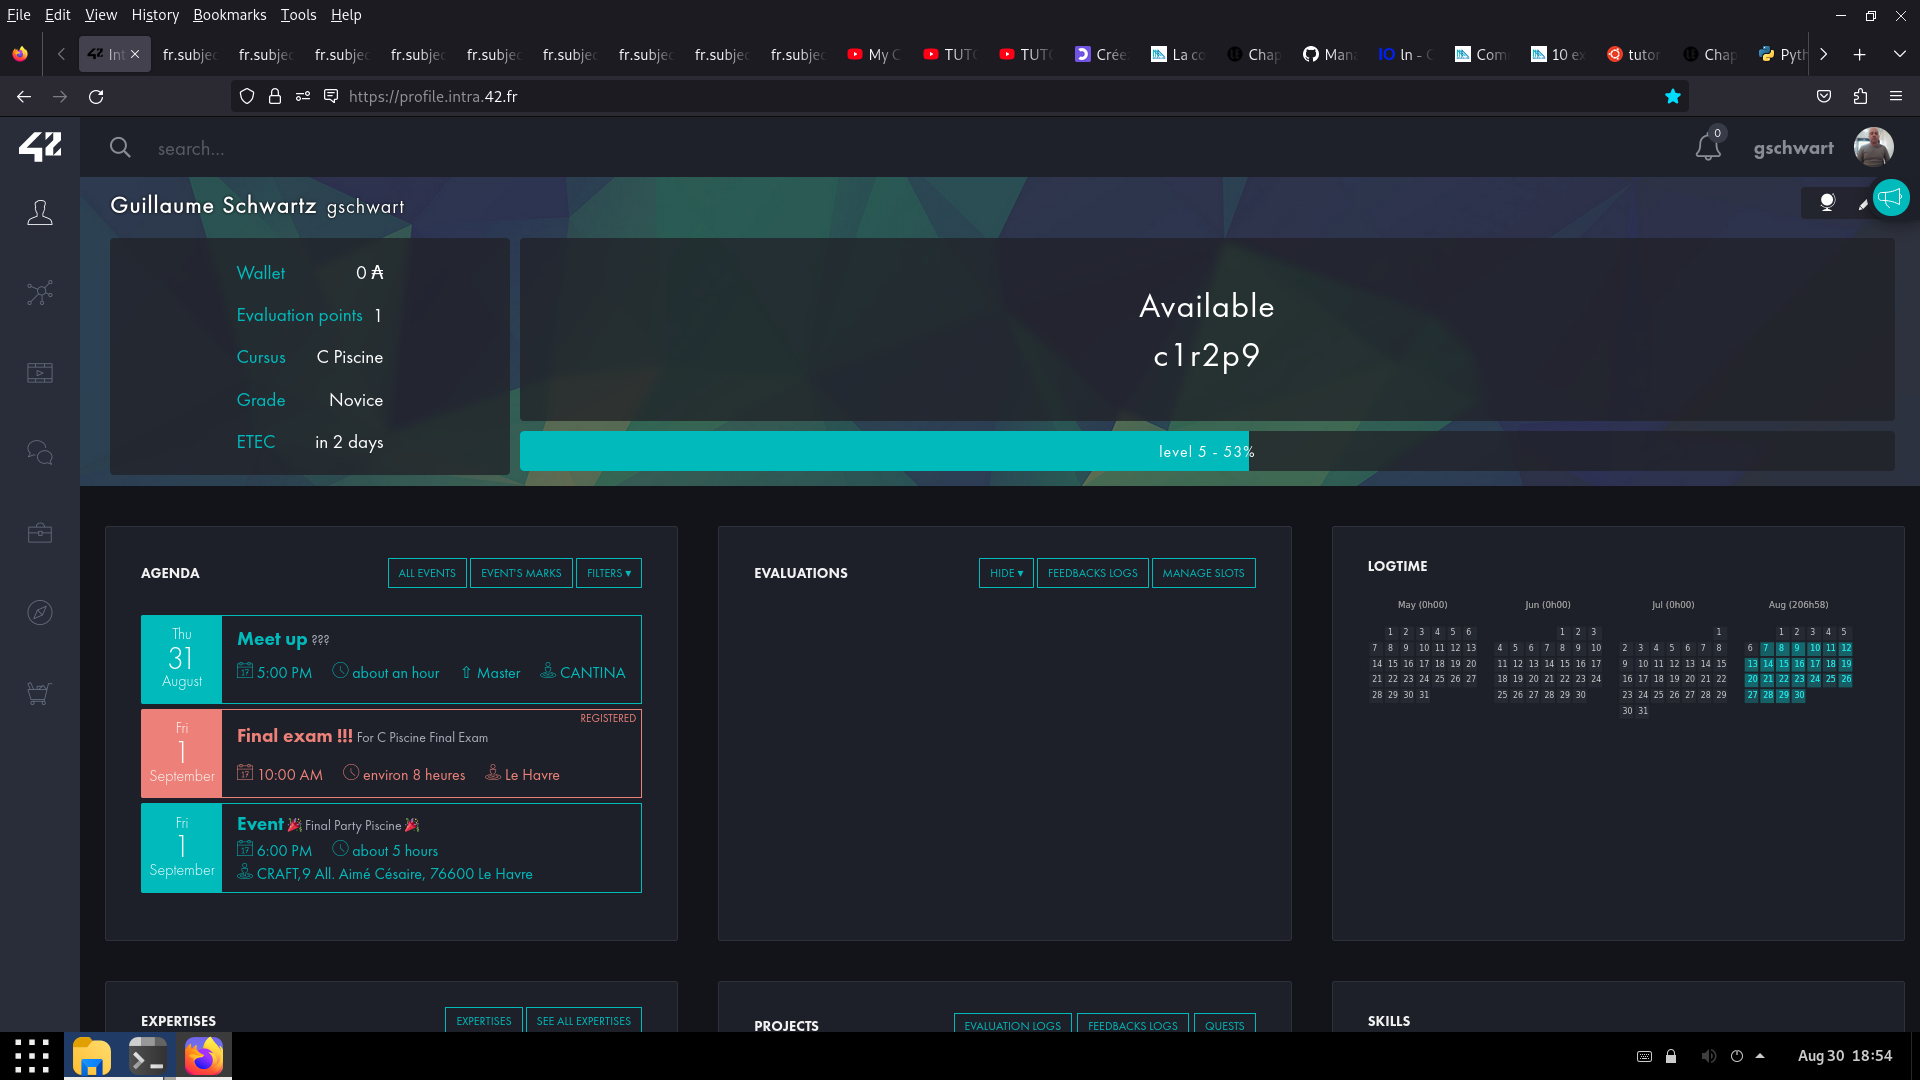 File Edit View History Bookmarks Tools Help
Int fr.subjec fr.subjec fr.subjec fr.subjec fr.subjec fr.subjec fr.subjec fr.subjec fr.subjec My C TUTO TUTO Crée La co Chap Man ln - C Com 10 ex tutor Chap Pyth
https://profile.intra.42.fr
42 search... 0 gschwart
Guillaume Schwartz gschwart
Wallet 0 ₳
Evaluation points 1
Cursus C Piscine
Grade Novice
ETEC in 2 days
Available
c1r2p9
level 5 - 53%
AGENDA ALL EVENTS EVENT'S MARKS FILTERS ▾
Thu 31 August
Meet up ???
5:00 PM about an hour ⇧ Master CANTINA
Fri 1 September
REGISTERED
Final exam !!! For C Piscine Final Exam
10:00 AM environ 8 heures Le Havre
Fri 1 September
Event 🎉 Final Party Piscine 🎉
6:00 PM about 5 hours
CRAFT,9 All. Aimé Césaire, 76600 Le Havre
EVALUATIONS HIDE ▾ FEEDBACKS LOGS MANAGE SLOTS
LOGTIME
May (0h00)
1 2 3 4 5 6
7 8 9 10 11 12 13
14 15 16 17 18 19 20
21 22 23 24 25 26 27
28 29 30 31
Jun (0h00)
1 2 3
4 5 6 7 8 9 10
11 12 13 14 15 16 17
18 19 20 21 22 23 24
25 26 27 28 29 30
Jul (0h00)
1
2 3 4 5 6 7 8
9 10 11 12 13 14 15
16 17 18 19 20 21 22
23 24 25 26 27 28 29
30 31
Aug (206h58)
1 2 3 4 5
6 7 8 9 10 11 12
13 14 15 16 17 18 19
20 21 22 23 24 25 26
27 28 29 30
EXPERTISES EXPERTISES SEE ALL EXPERTISES
PROJECTS EVALUATION LOGS FEEDBACKS LOGS QUESTS
SKILLS
Aug 30 18:54